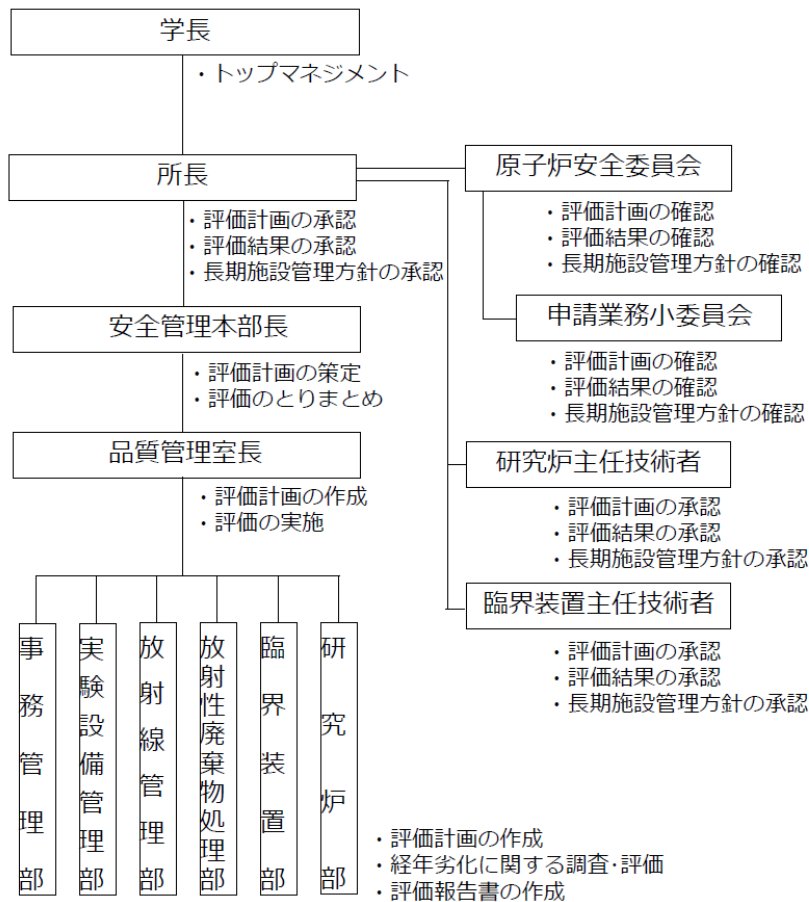 学長
・トップマネジメント
所長
・評価計画の承認
・評価結果の承認
・長期施設管理方針の承認
原子炉安全委員会
・評価計画の確認
・評価結果の確認
・長期施設管理方針の確認
申請業務小委員会
・評価計画の確認
・評価結果の確認
・長期施設管理方針の確認
安全管理本部長
・評価計画の策定
・評価のとりまとめ
品質管理室長
・評価計画の作成
・評価の実施
研究炉主任技術者
・評価計画の承認
・評価結果の承認
・長期施設管理方針の承認
臨界装置主任技術者
・評価計画の承認
・評価結果の承認
・長期施設管理方針の承認
事務管理部
実験設備管理部
放射線管理部
放射性廃棄物処理部
臨界装置部
研究炉部
・評価計画の作成
・経年劣化に関する調査・評価
・評価報告書の作成